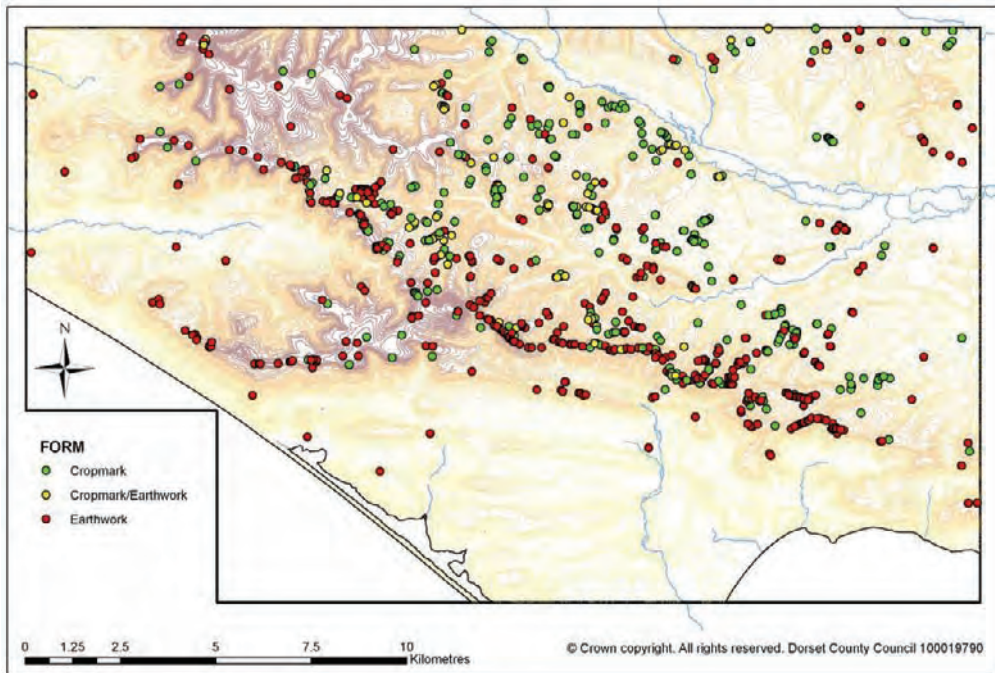 N
FORM
Cropmark
Cropmark/Earthwork
Earthwork
0 1.25 2.5 5 7.5 10
Kilometres
© Crown copyright. All rights reserved. Dorset County Council 100019790